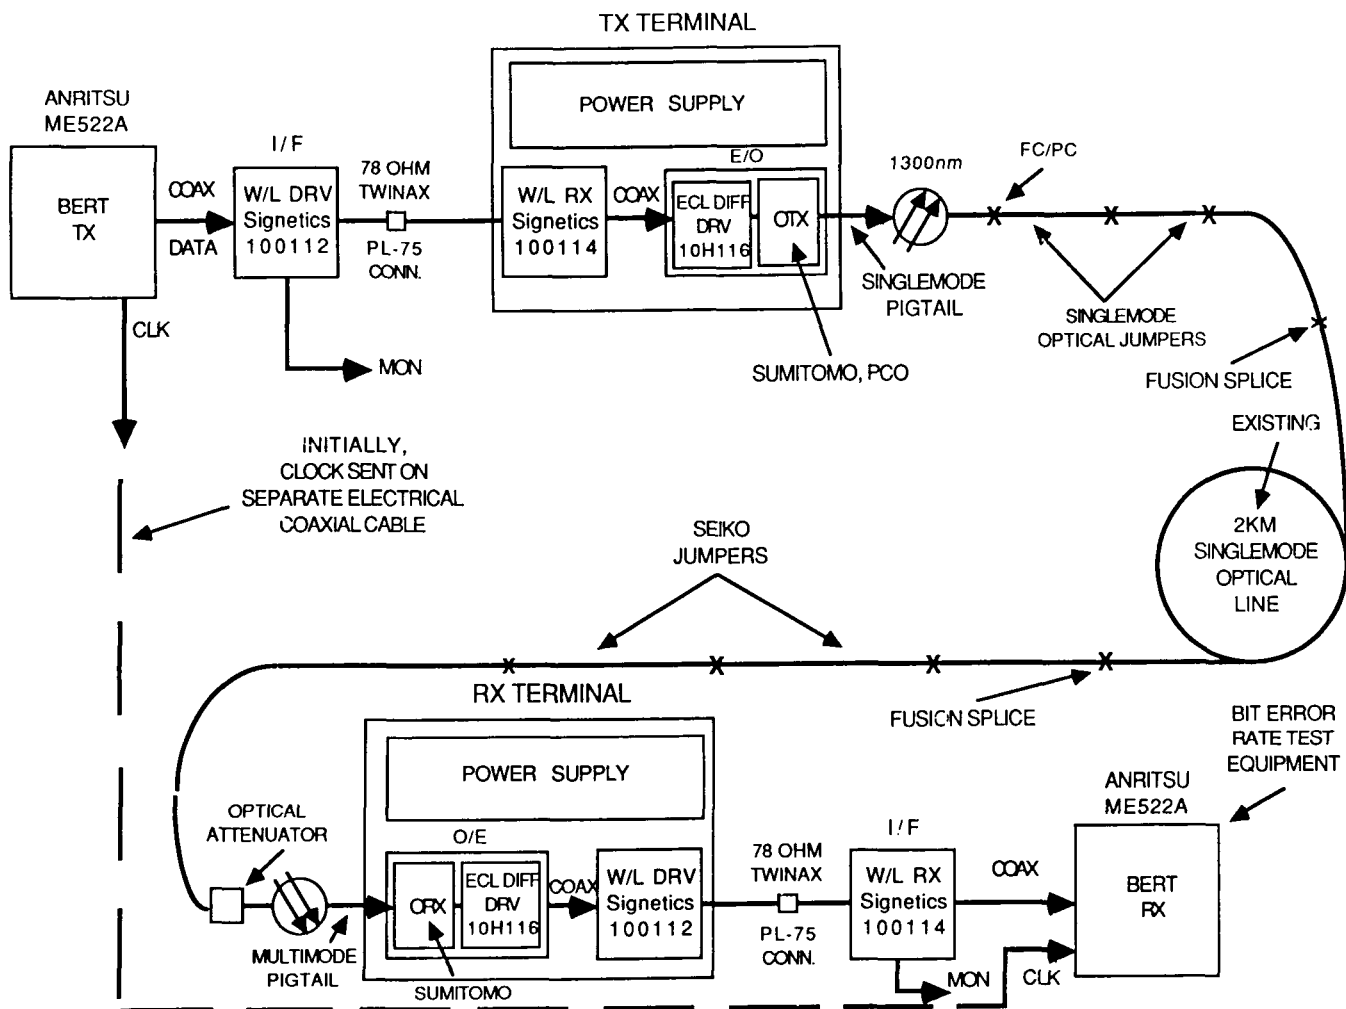 TX TERMINAL
POWER SUPPLY
ANRITSU
ME522A
I/F
78 OHM
TWINAX
E/O
1300nm
FC/PC
BERT
TX
COAX
DATA
W/L DRV
Signetics
100112
PL-75
CONN.
W/L RX
Signetics
100114
COAX
ECL DIFF
DRV
10H116
OTX
SINGLEMODE
PIGTAIL
SINGLEMODE
OPTICAL JUMPERS
CLK
MON
SUMITOMO, PCO
FUSION SPLICE
EXISTING
INITIALLY,
CLOCK SENT ON
SEPARATE ELECTRICAL
COAXIAL CABLE
SEIKO
JUMPERS
2KM
SINGLEMODE
OPTICAL
LINE
X
X
X
X
X
X
X
X
RX TERMINAL
FUSION SPLICE
BIT ERROR
RATE TEST
EQUIPMENT
POWER SUPPLY
ANRITSU
ME522A
OPTICAL
ATTENUATOR
O/E
I/F
78 OHM
TWINAX
ORX
ECL DIFF
DRV
10H116
COAX
W/L DRV
Signetics
100112
PL-75
CONN.
W/L RX
Signetics
100114
COAX
BERT
RX
MULTIMODE
PIGTAIL
SUMITOMO
MON
CLK